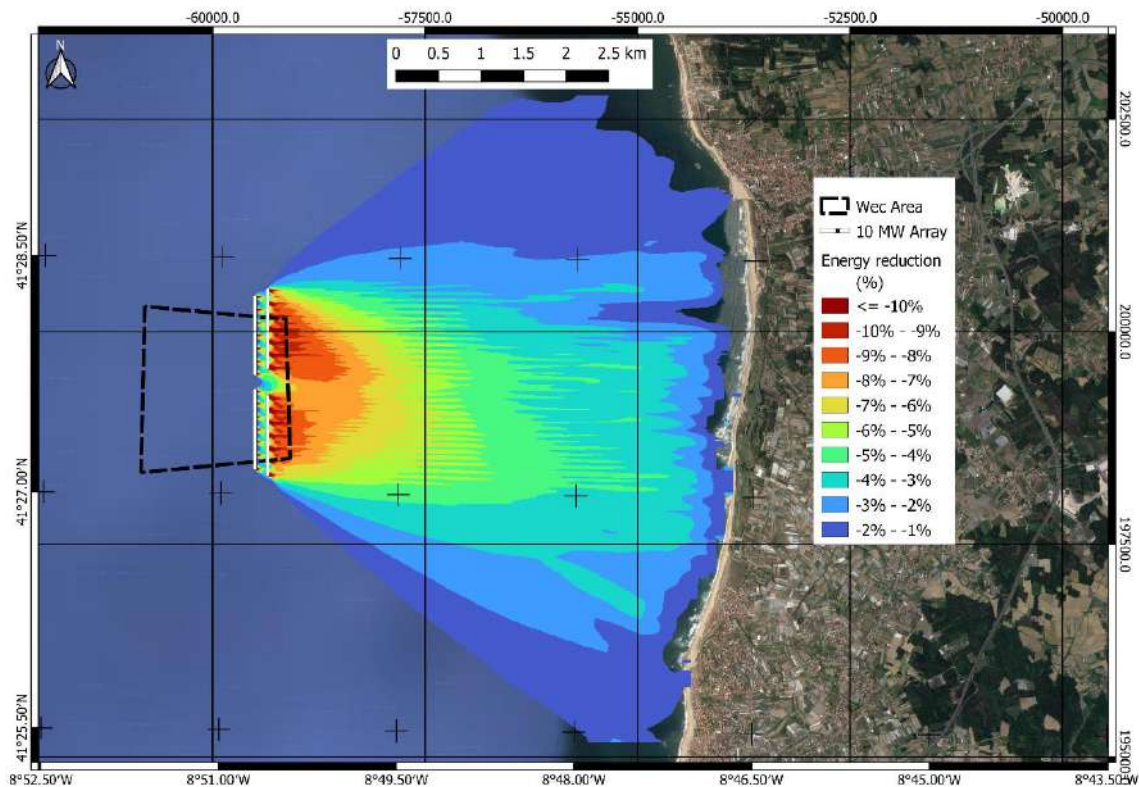 -60000.0 -57500.0 -55000.0 -52500.0 -50000.0
N
0 0.5 1 1.5 2 2.5 km
202500.0
Wec Area
10 MW Array
Energy reduction
(%)
<= -10%
-10% - -9%
-9% - -8%
-8% - -7%
-7% - -6%
-6% - -5%
-5% - -4%
-4% - -3%
-3% - -2%
-2% - -1%
41°28.50'N
200000.0
41°27.00'N
197500.0
41°25.50'N
195000.0
8°52.50'W 8°51.00'W 8°49.50'W 8°48.00'W 8°46.50'W 8°45.00'W 8°43.50'W